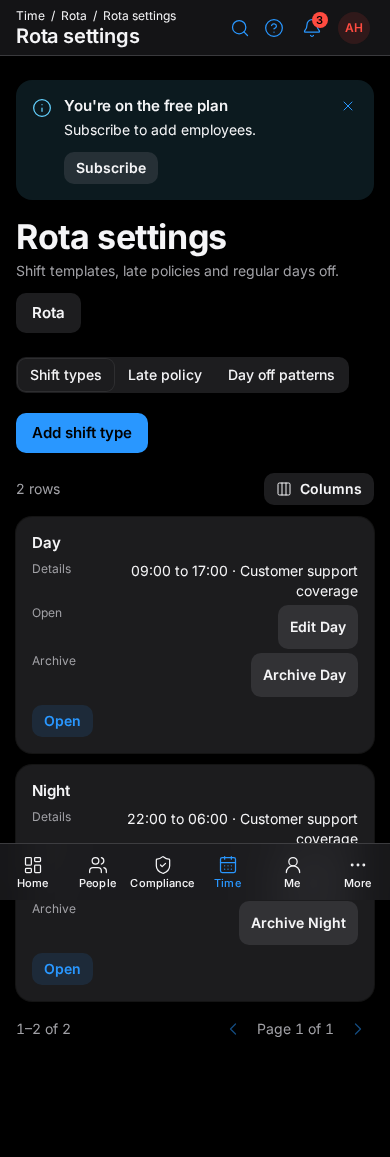 Time / Rota / Rota settings
Rota settings
3
AH
You're on the free plan
Subscribe to add employees.
Subscribe
Rota settings
Shift templates, late policies and regular days off.
Rota
Shift types
Late policy
Day off patterns
Add shift type
2 rows
Columns
Day
Details
09:00 to 17:00 · Customer support
coverage
Open
Edit Day
Archive
Archive Day
Open
Night
Details
22:00 to 06:00 · Customer support
coverage
Home
People
Compliance
Time
Me
More
Archive
Archive Night
Open
1–2 of 2
Page 1 of 1